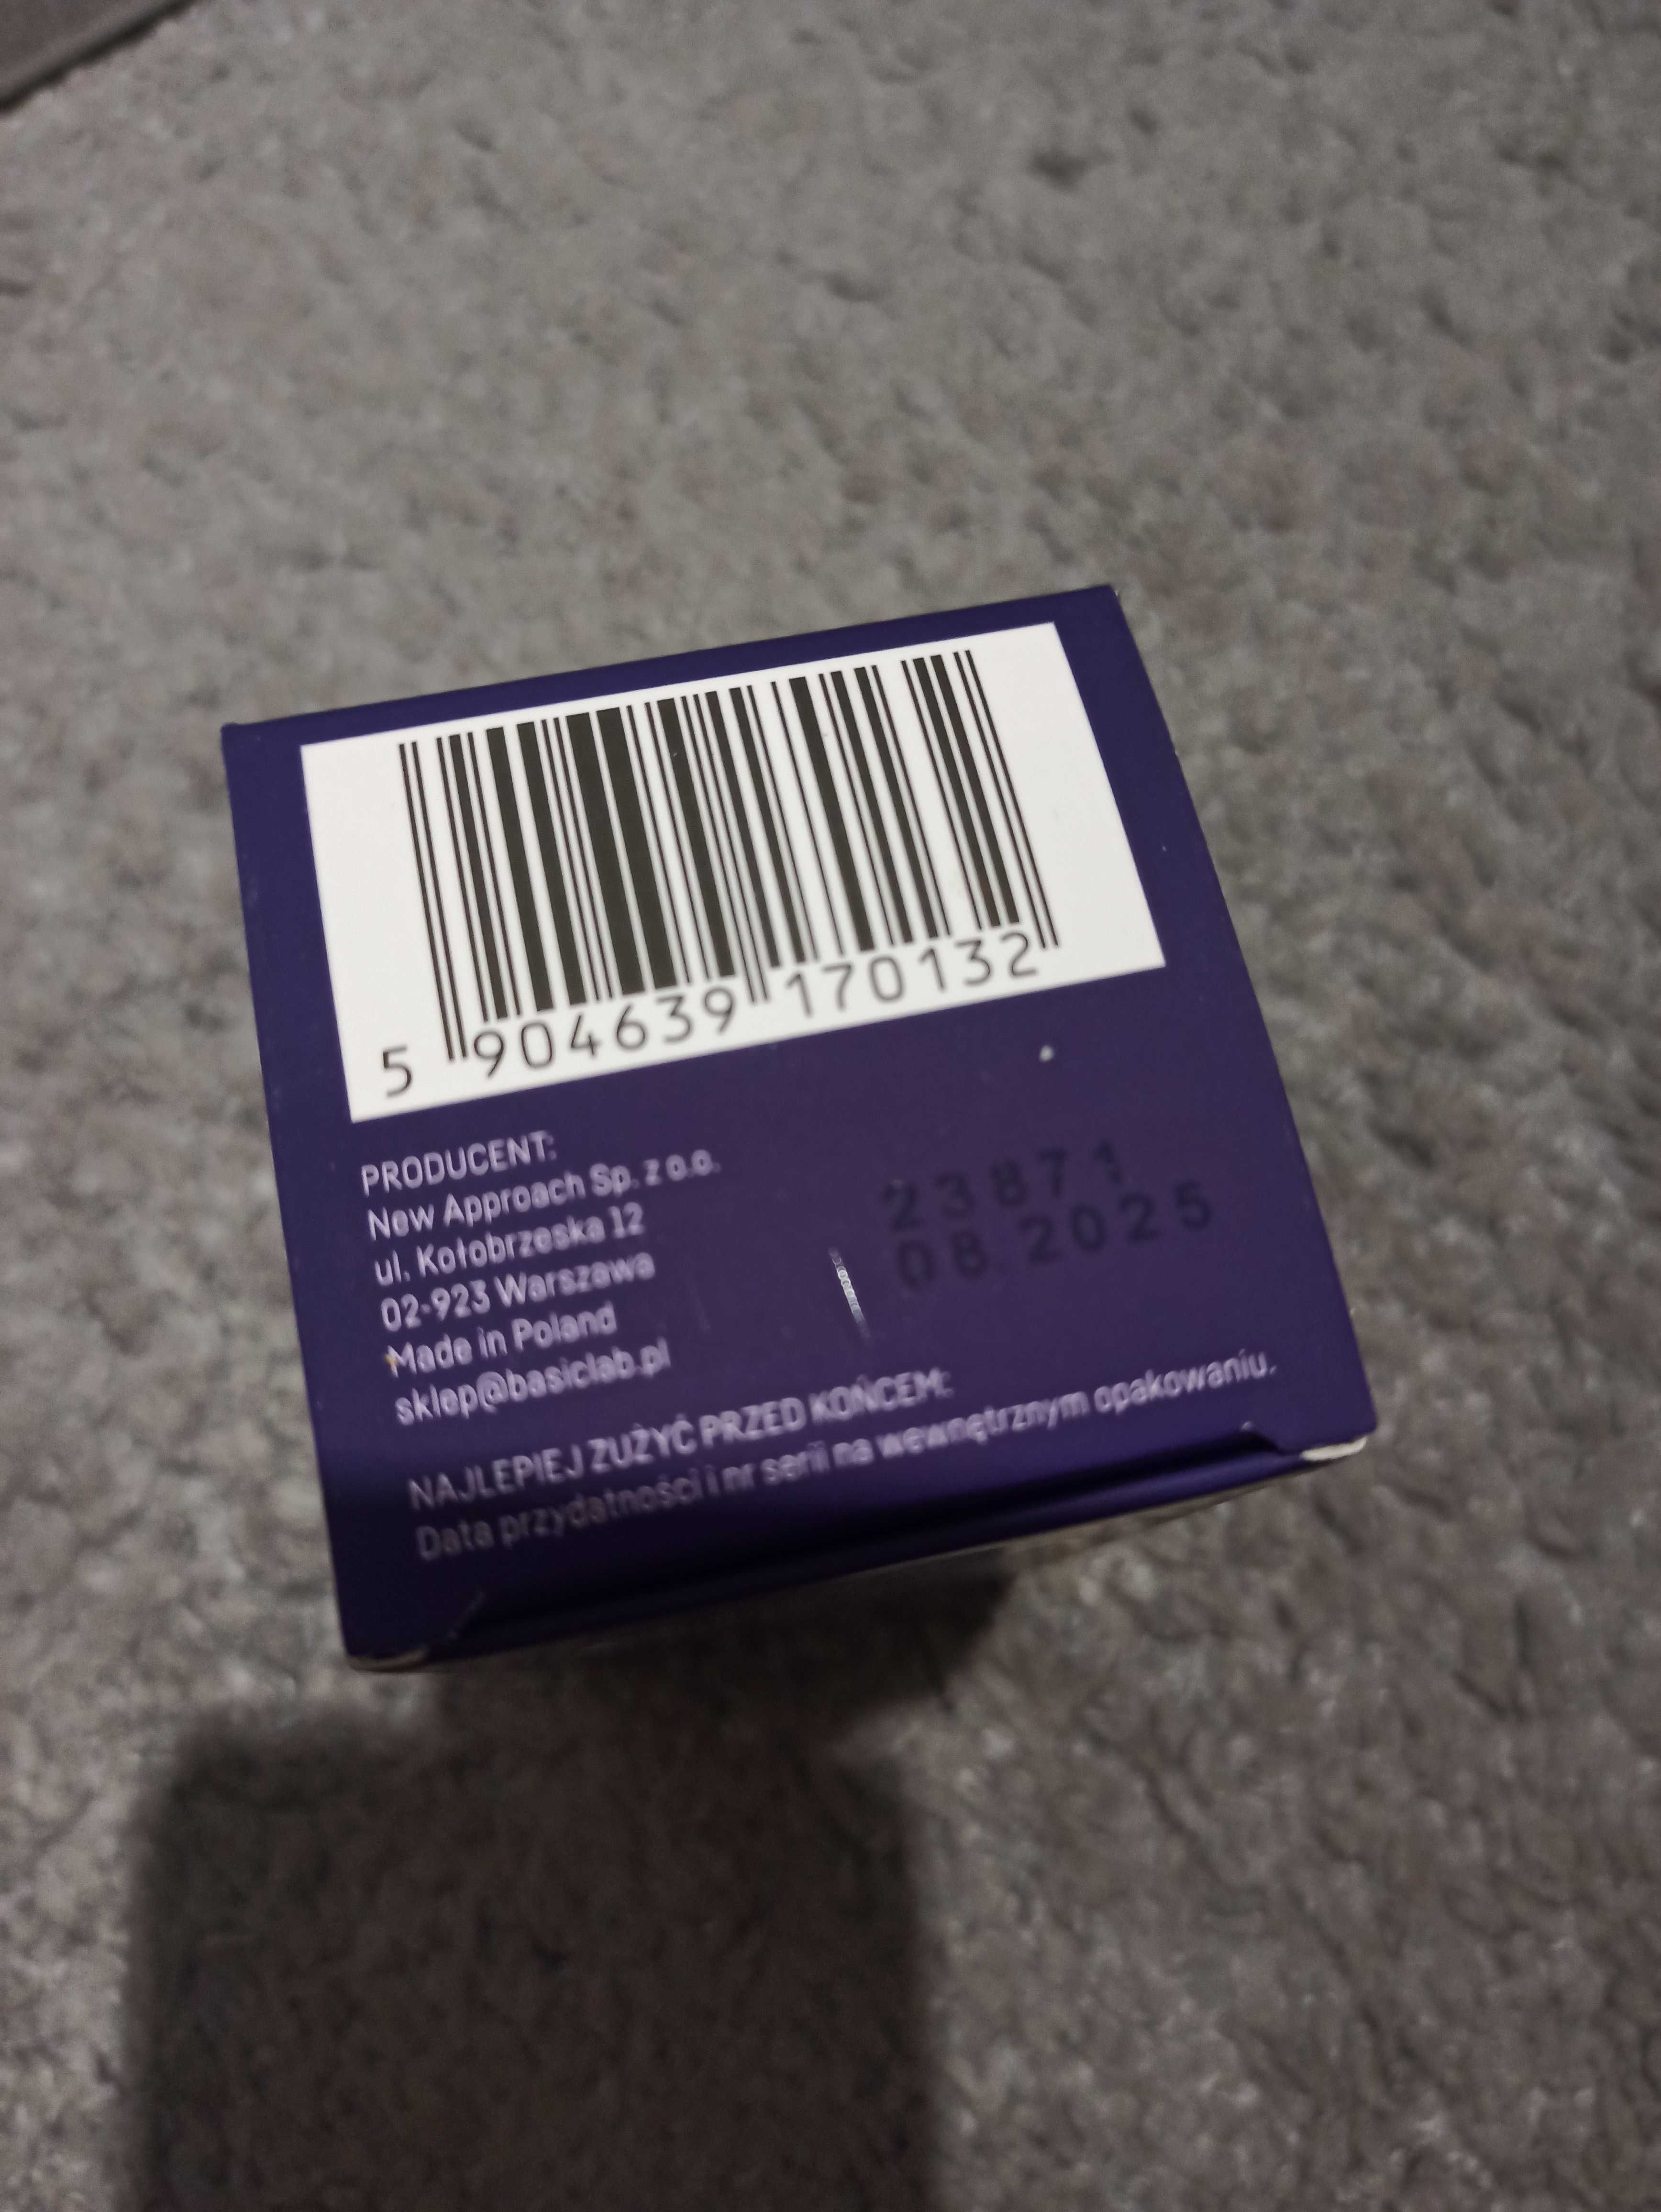 5 904639 170132
PRODUCENT:
New Approach Sp. z o.o.
ul. Kołobrzeska 12
02-923 Warszawa
Made in Poland
sklep@basiclab.pl
23871
08 2025
NAJLEPIEJ ZUŻYĆ PRZED KOŃCEM:
Data przydatności i nr serii na wewnętrznym opakowaniu.